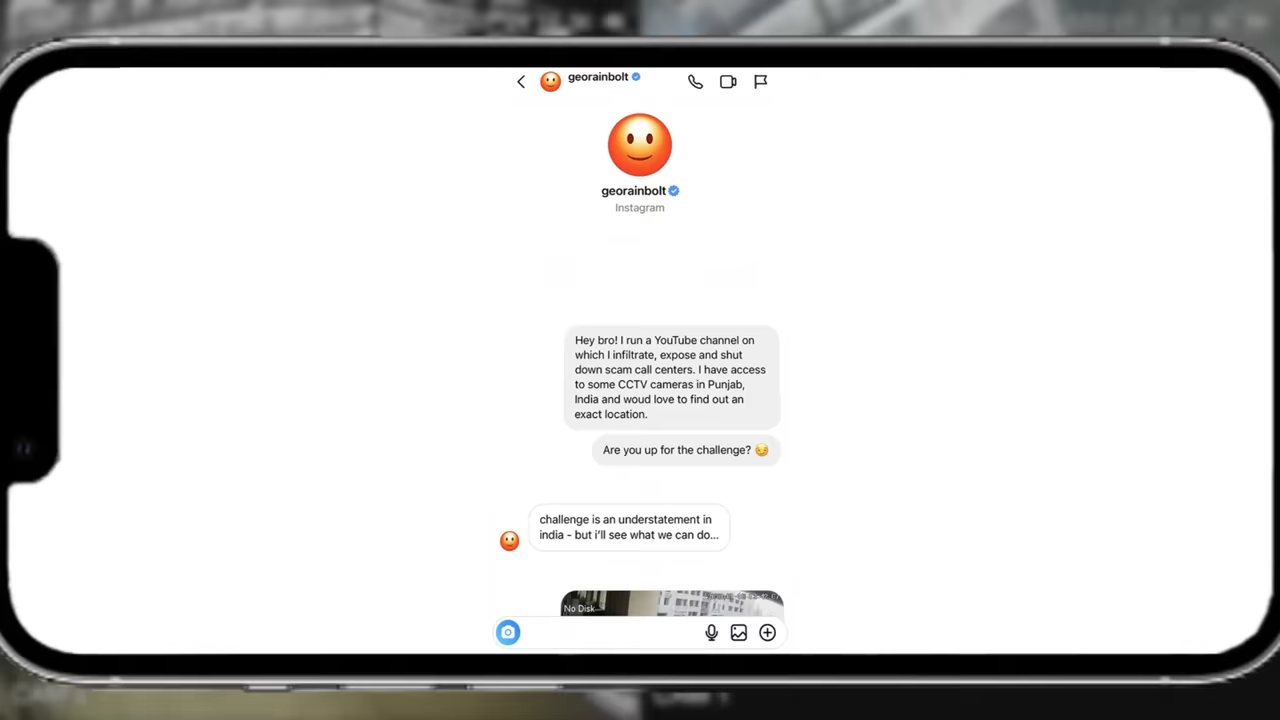 georainbolt
georainbolt
Instagram
Hey bro! I run a YouTube channel on
which I infiltrate, expose and shut
down scam call centers. I have access
to some CCTV cameras in Punjab,
India and woud love to find out an
exact location.
Are you up for the challenge? 😏
challenge is an understatement in
india - but i'll see what we can do...
No Disk